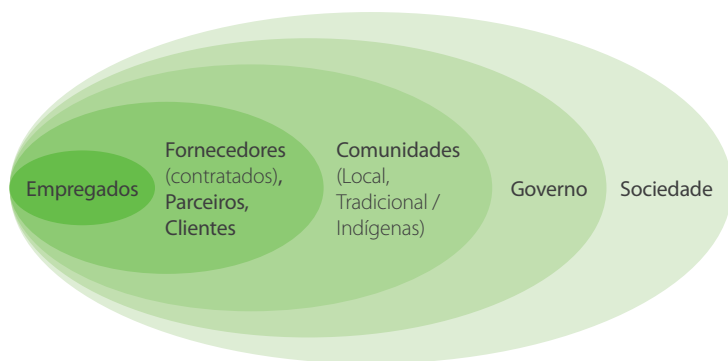 Empregados
Fornecedores
(contratados),
Parceiros,
Clientes
Comunidades
(Local,
Tradicional /
Indígenas)
Governo
Sociedade